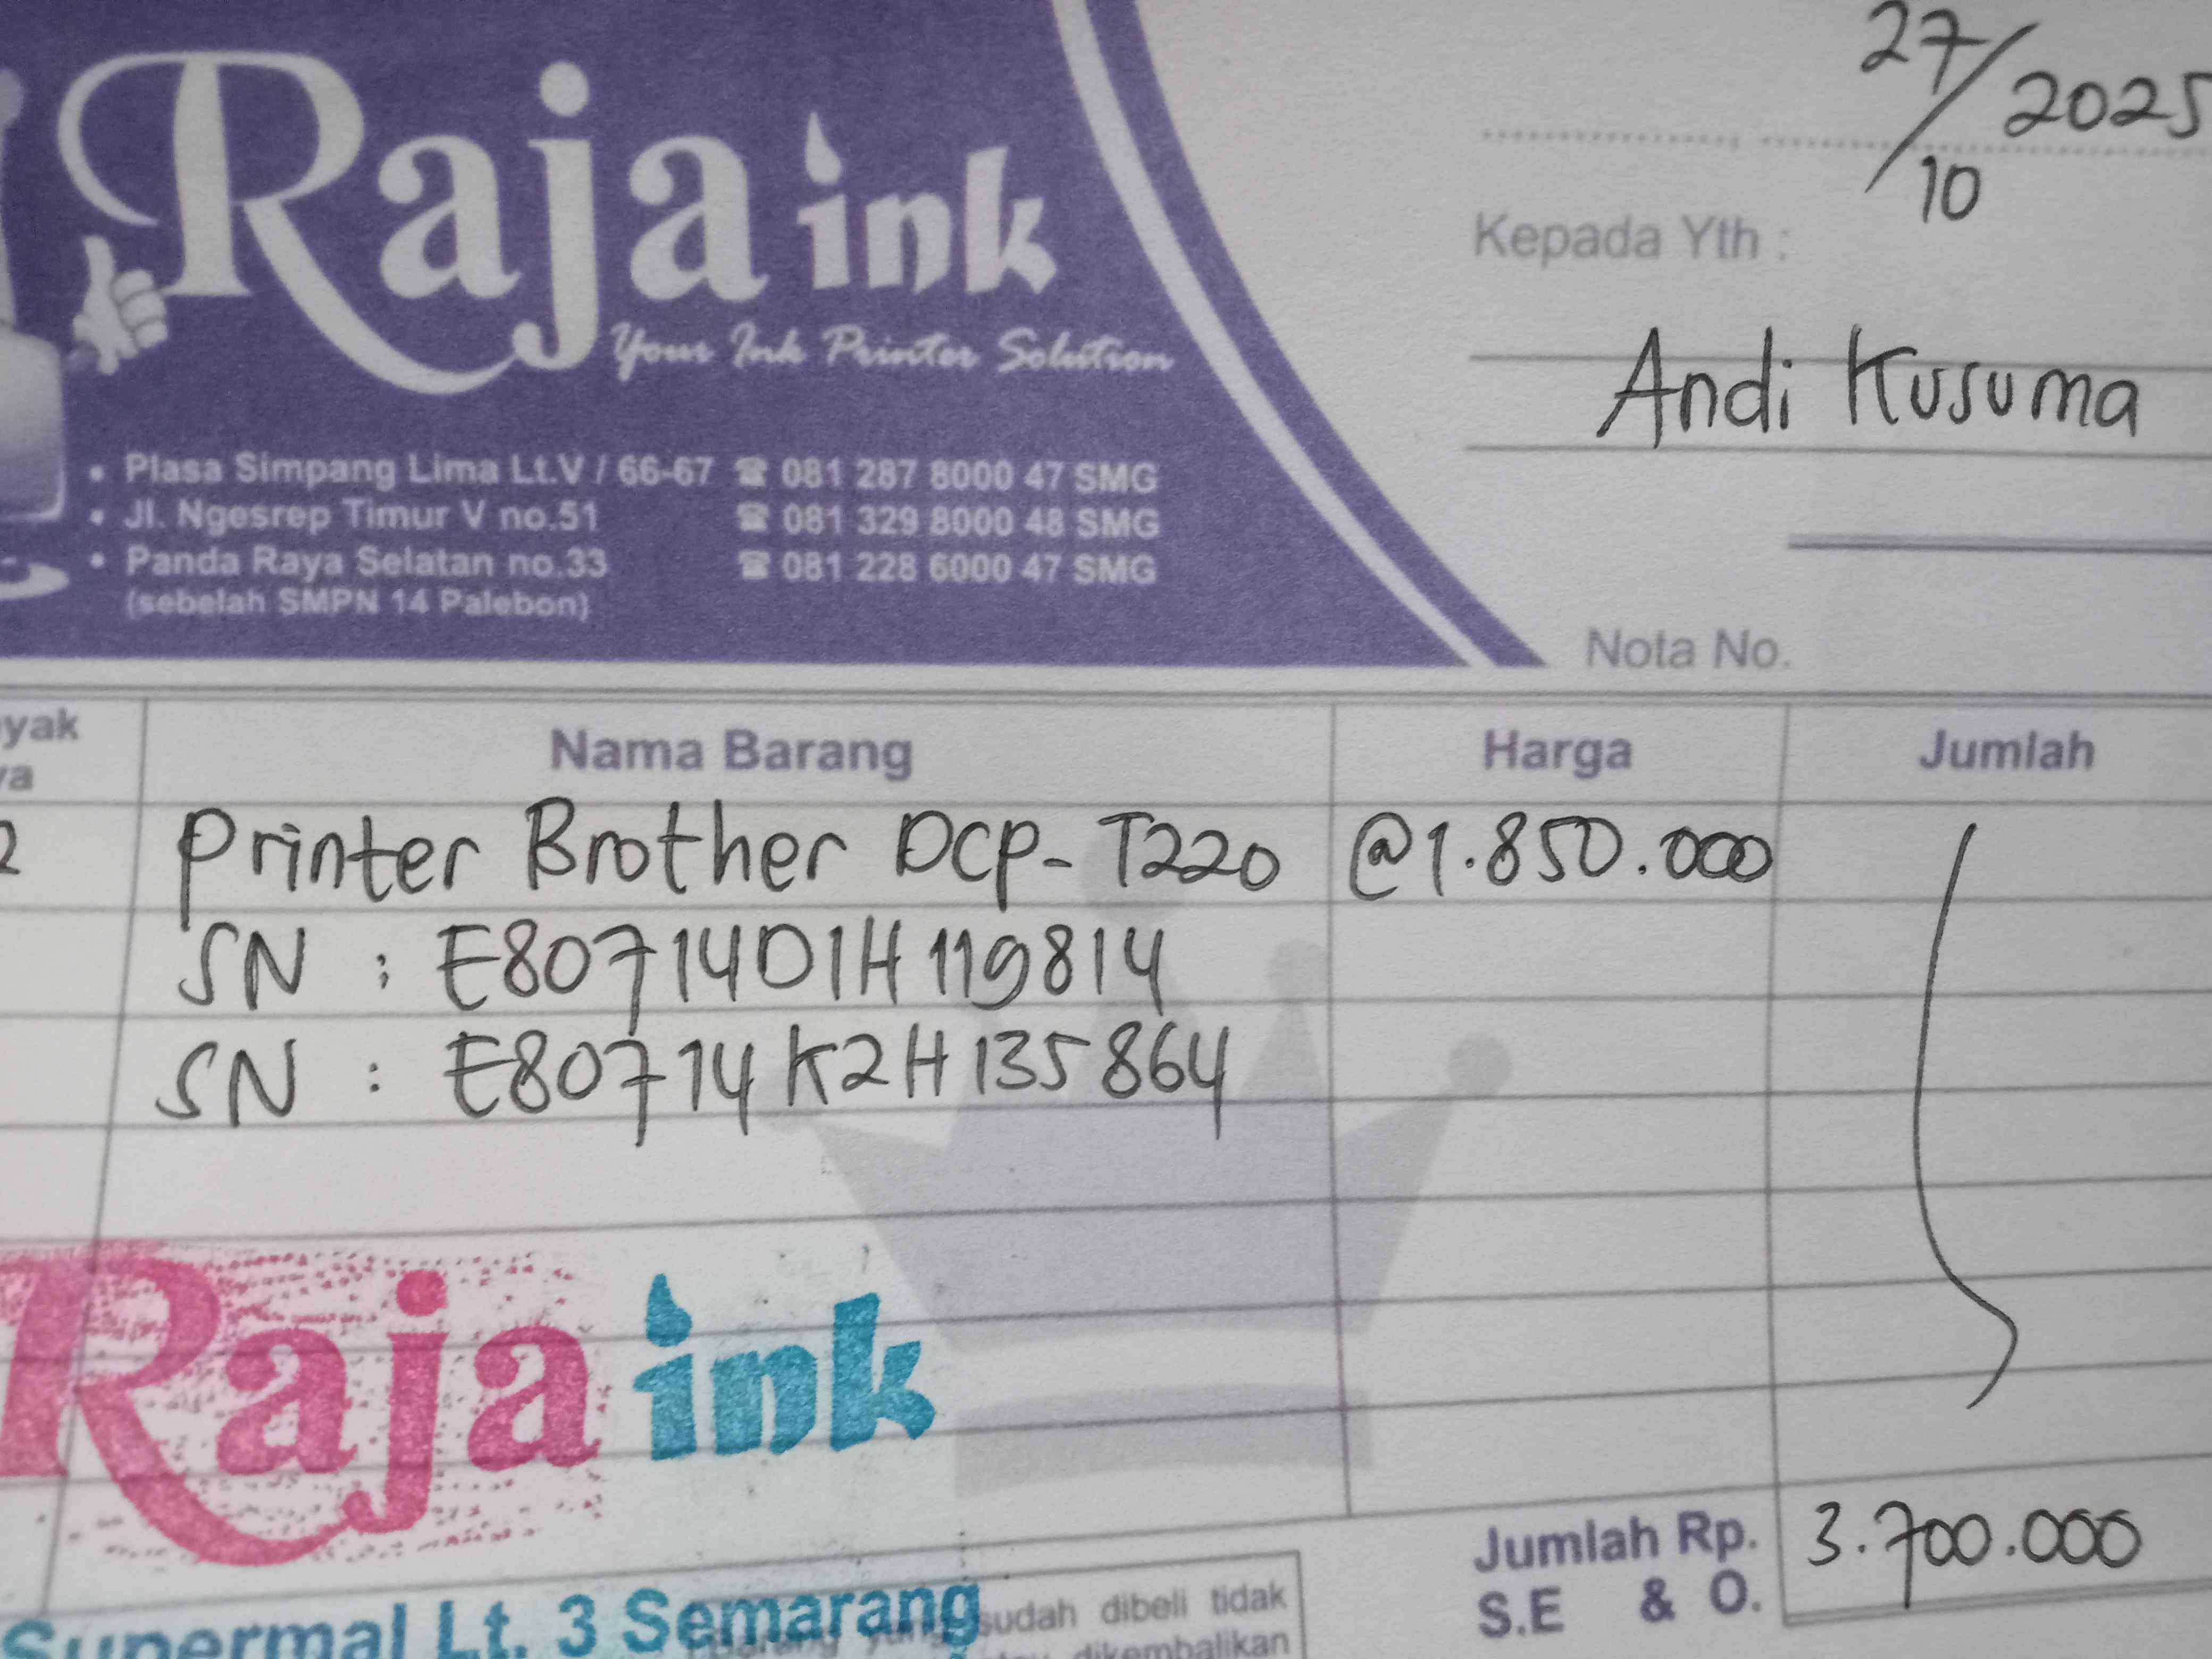 Raja ink
Your Ink Printer Solution
• Plasa Simpang Lima Lt.V / 66-67 ☎ 081 287 8000 47 SMG
• Jl. Ngesrep Timur V no.51 ☎ 081 329 8000 48 SMG
• Panda Raya Selatan no.33 ☎ 081 228 6000 47 SMG
(sebelah SMPN 14 Palebon)
27/10 2025
Kepada Yth :
Andi Kusuma
Nota No.
yak
ya
Nama Barang Harga Jumlah
2 Printer Brother DCP-T220 @1.850.000
SN : E80714D1H119814
SN : E80714K2H135864
Raja ink
Supermal Lt. 3 Semarang
Barang yang sudah dibeli tidak
dikembalikan
Jumlah Rp. 3.700.000
S.E & O.